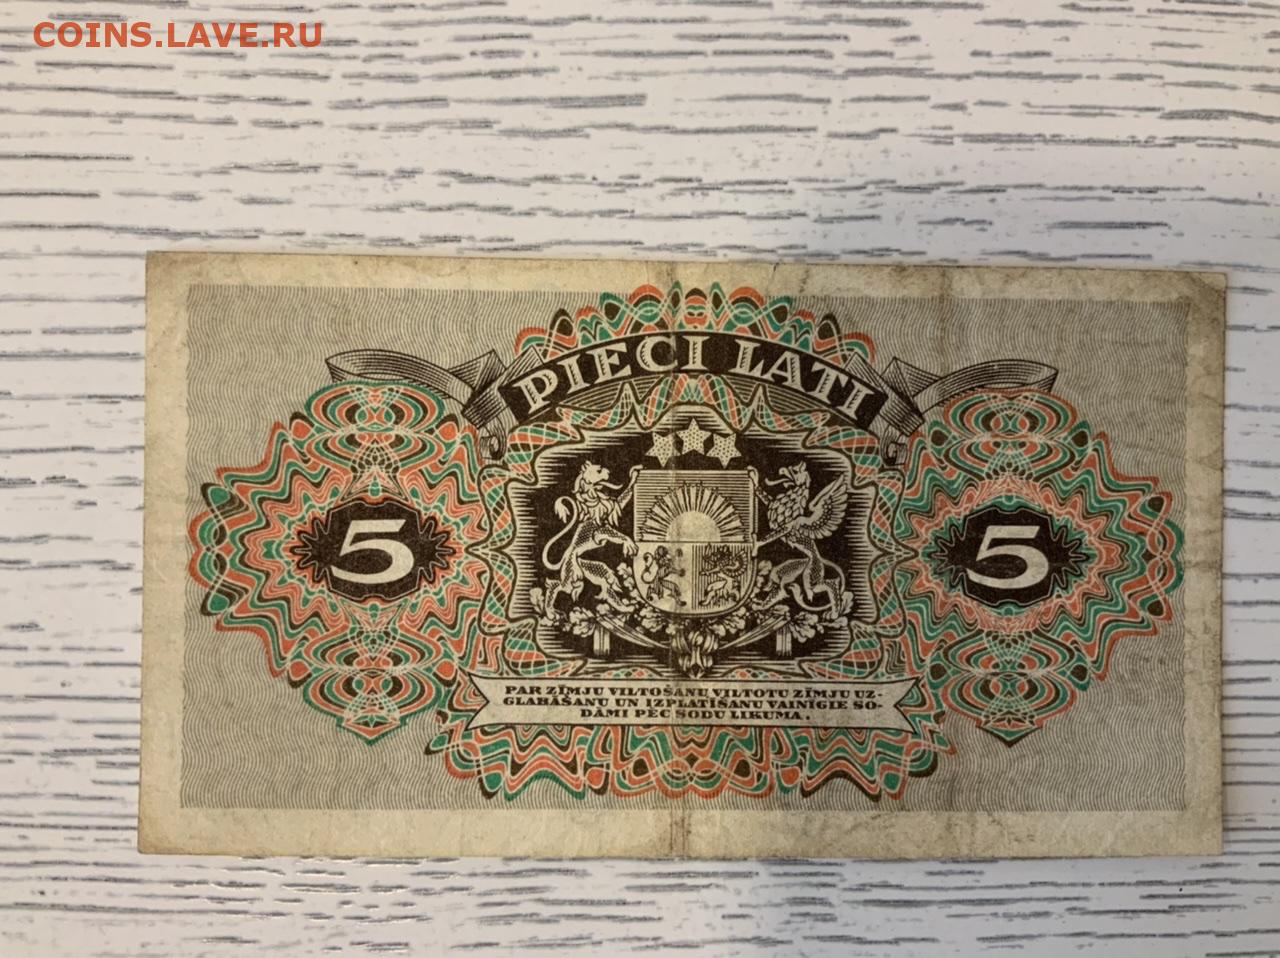 COINS.LAVE.RU
PIECI LATI
5 5
PAR ZĪMJU VILTOŠANU VILTOTU ZĪMJU UZ-
GLABĀŠANU UN IZPLATĪŠANU VAINĪGIE SO-
DĀMI PĒC SODU LIKUMA.